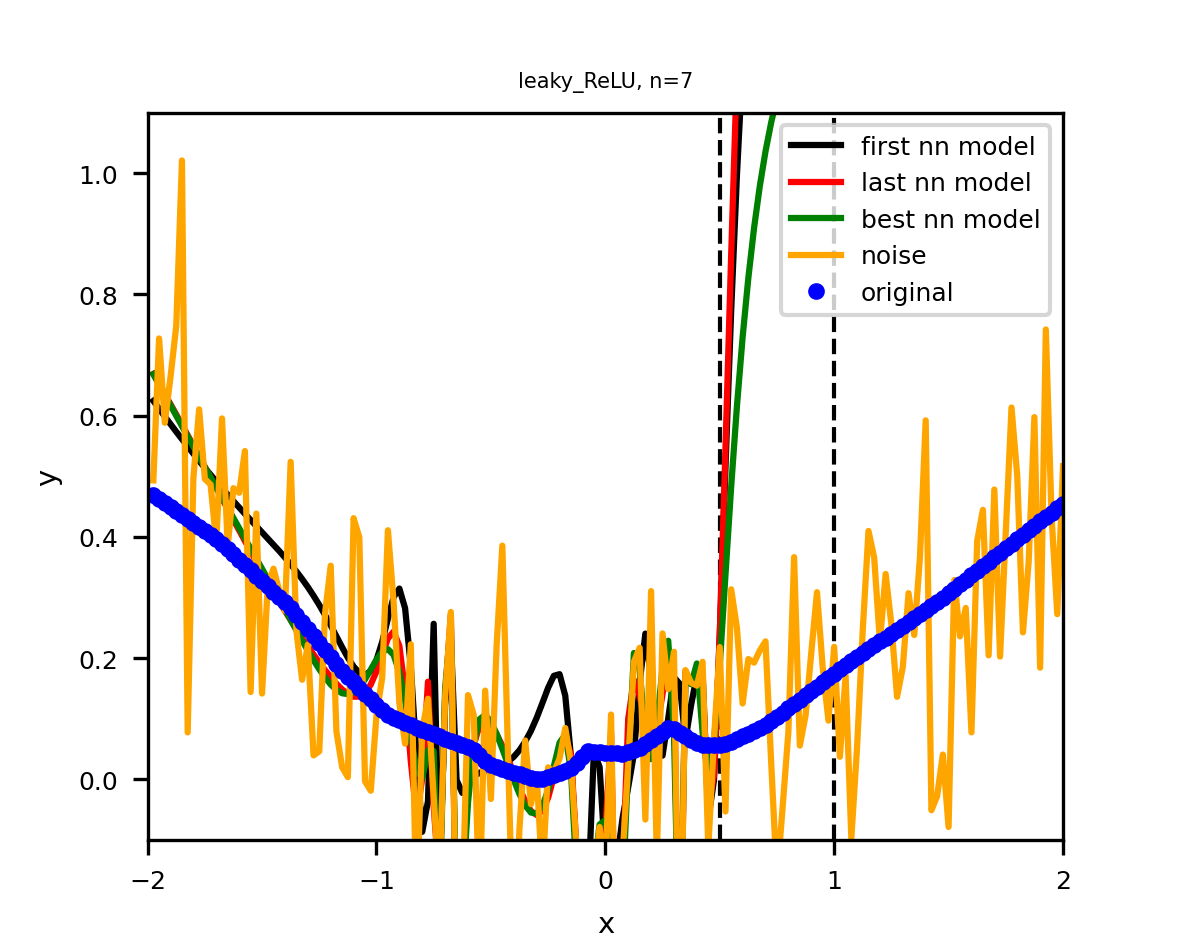 leaky_ReLU, n=7
first nn model
last nn model
best nn model
noise
original
1.0
0.8
0.6
0.4
0.2
0.0
y
−2
−1
0
1
2
x